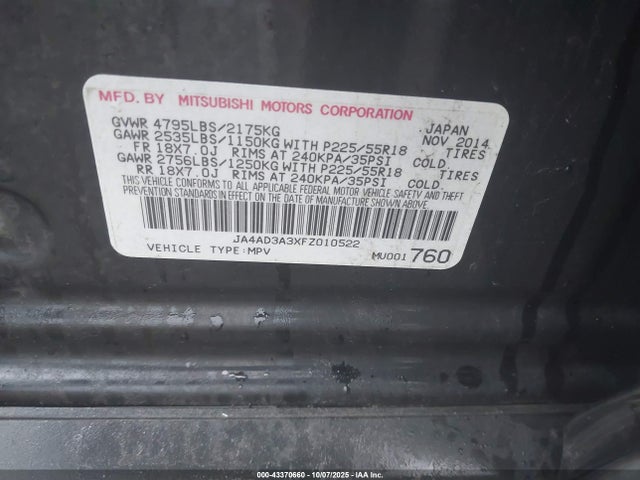 MFD. BY MITSUBISHI MOTORS CORPORATION
JAPAN
GVWR 4795LBS/2175KG NOV 2014
GAWR 2535LBS/1150KG WITH P225/55R18 TIRES
FR 18X7.0J RIMS AT 240KPA/35PSI COLD.
GAWR 2756LBS/1250KG WITH P225/55R18 TIRES
RR 18X7.0J RIMS AT 240KPA/35PSI COLD.
THIS VEHICLE CONFORMS TO ALL APPLICABLE FEDERAL MOTOR VEHICLE SAFETY AND THEFT
PREVENTION STANDARDS IN EFFECT ON THE DATE OF MANUFACTURE SHOWN ABOVE.
JA4AD3A3XFZ010522
VEHICLE TYPE:MPV MU001 760
000-43370660 - 10/07/2025 - IAA Inc.